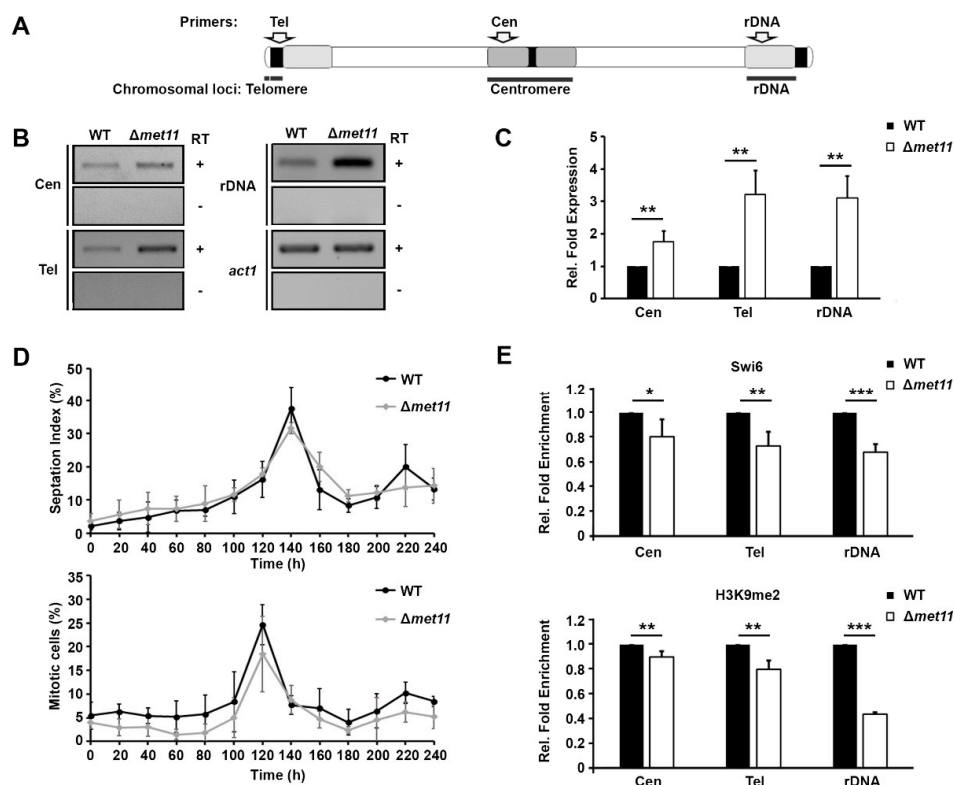 A
Primers: Tel Cen rDNA
Chromosomal loci: Telomere Centromere rDNA
B
WT Δmet11 RT
Cen + -
Tel + -
WT Δmet11 RT
rDNA + -
act1 + -
C
WT
Δmet11
Rel. Fold Expression
5
4
3
2
1
0
** ** **
Cen Tel rDNA
D
WT
Δmet11
Septation Index (%)
50
40
30
20
10
0
0 20 40 60 80 100 120 140 160 180 200 220 240
Time (h)
WT
Δmet11
Mitotic cells (%)
35
30
25
20
15
10
5
0
0 20 40 60 80 100 120 140 160 180 200 220 240
Time (h)
E
Swi6
WT
Δmet11
Rel. Fold Enrichment
1.2
1.0
0.8
0.6
0.4
0.2
0
* ** ***
Cen Tel rDNA
H3K9me2
WT
Δmet11
Rel. Fold Enrichment
1.2
1.0
0.8
0.6
0.4
0.2
0
** ** ***
Cen Tel rDNA